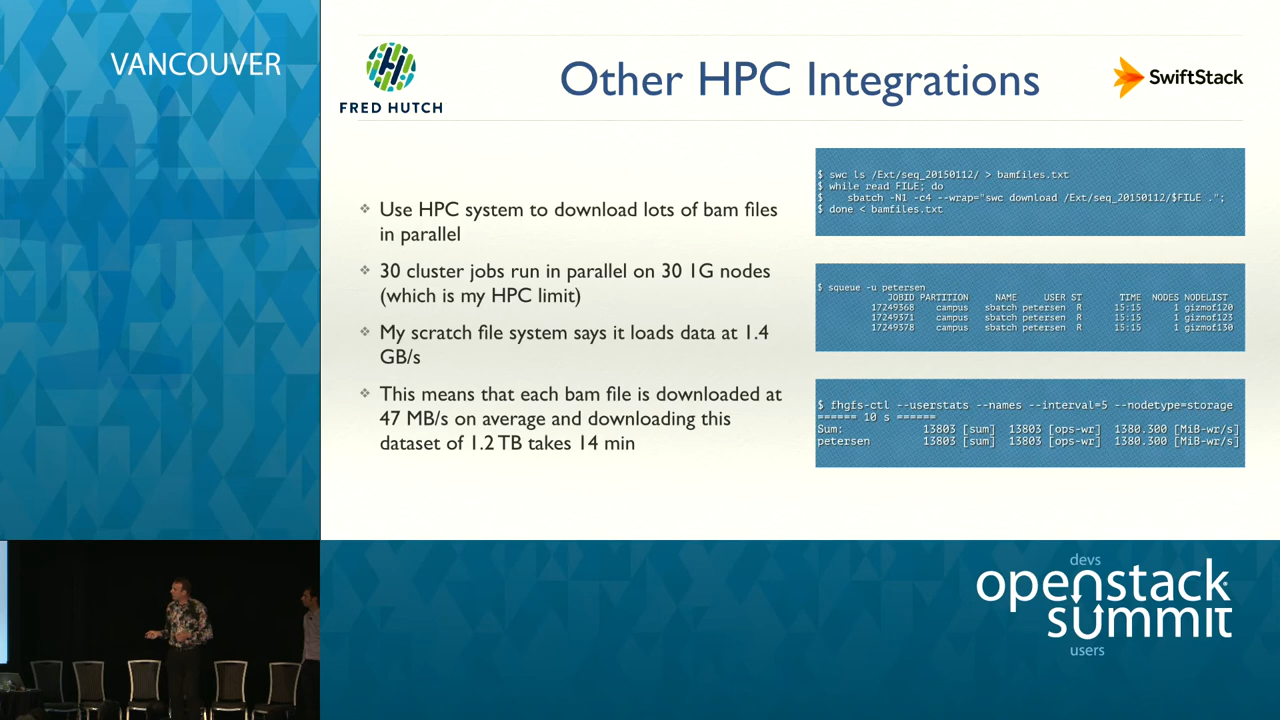 VANCOUVER
FRED HUTCH
Other HPC Integrations
SwiftStack
Use HPC system to download lots of bam files
in parallel
30 cluster jobs run in parallel on 30 1G nodes
(which is my HPC limit)
My scratch file system says it loads data at 1.4
GB/s
This means that each bam file is downloaded at
47 MB/s on average and downloading this
dataset of 1.2 TB takes 14 min
$ swc ls /Ext/seq_20150112/ > bamfiles.txt
$ while read FILE; do
$    sbatch -N1 -c4 --wrap="swc download /Ext/seq_20150112/$FILE .";
$ done < bamfiles.txt
$ squeue -u petersen
JOBID PARTITION NAME USER ST TIME NODES NODELIST
17249368 campus sbatch petersen R 15:15 1 gizmof120
17249371 campus sbatch petersen R 15:15 1 gizmof123
17249378 campus sbatch petersen R 15:15 1 gizmof130
$ fhgfs-ctl --userstats --names --interval=5 --nodetype=storage
====== 10 s ======
Sum: 13803 [sum] 13803 [ops-wr] 1380.300 [MiB-wr/s]
petersen 13803 [sum] 13803 [ops-wr] 1380.300 [MiB-wr/s]
devs
openstack
summit
users